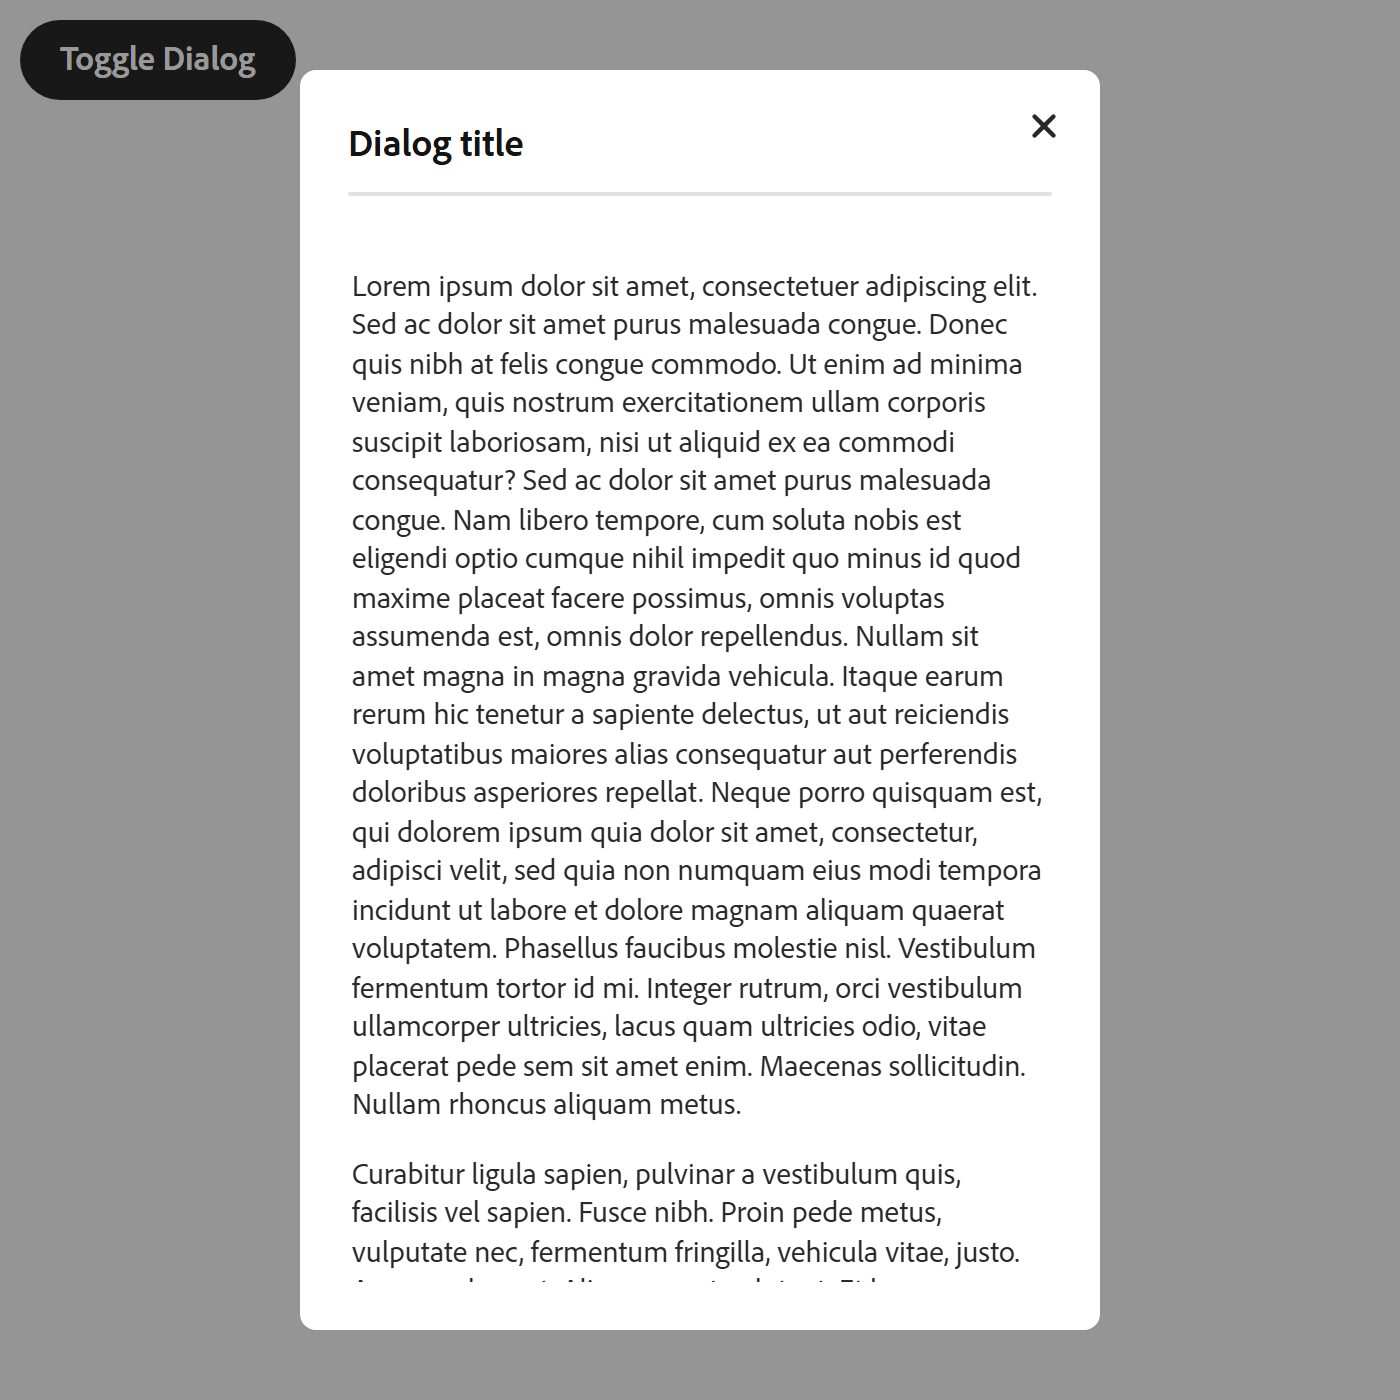 Toggle Dialog
Dialog title
Lorem ipsum dolor sit amet, consectetuer adipiscing elit.
Sed ac dolor sit amet purus malesuada congue. Donec
quis nibh at felis congue commodo. Ut enim ad minima
veniam, quis nostrum exercitationem ullam corporis
suscipit laboriosam, nisi ut aliquid ex ea commodi
consequatur? Sed ac dolor sit amet purus malesuada
congue. Nam libero tempore, cum soluta nobis est
eligendi optio cumque nihil impedit quo minus id quod
maxime placeat facere possimus, omnis voluptas
assumenda est, omnis dolor repellendus. Nullam sit
amet magna in magna gravida vehicula. Itaque earum
rerum hic tenetur a sapiente delectus, ut aut reiciendis
voluptatibus maiores alias consequatur aut perferendis
doloribus asperiores repellat. Neque porro quisquam est,
qui dolorem ipsum quia dolor sit amet, consectetur,
adipisci velit, sed quia non numquam eius modi tempora
incidunt ut labore et dolore magnam aliquam quaerat
voluptatem. Phasellus faucibus molestie nisl. Vestibulum
fermentum tortor id mi. Integer rutrum, orci vestibulum
ullamcorper ultricies, lacus quam ultricies odio, vitae
placerat pede sem sit amet enim. Maecenas sollicitudin.
Nullam rhoncus aliquam metus.
Curabitur ligula sapien, pulvinar a vestibulum quis,
facilisis vel sapien. Fusce nibh. Proin pede metus,
vulputate nec, fermentum fringilla, vehicula vitae, justo.